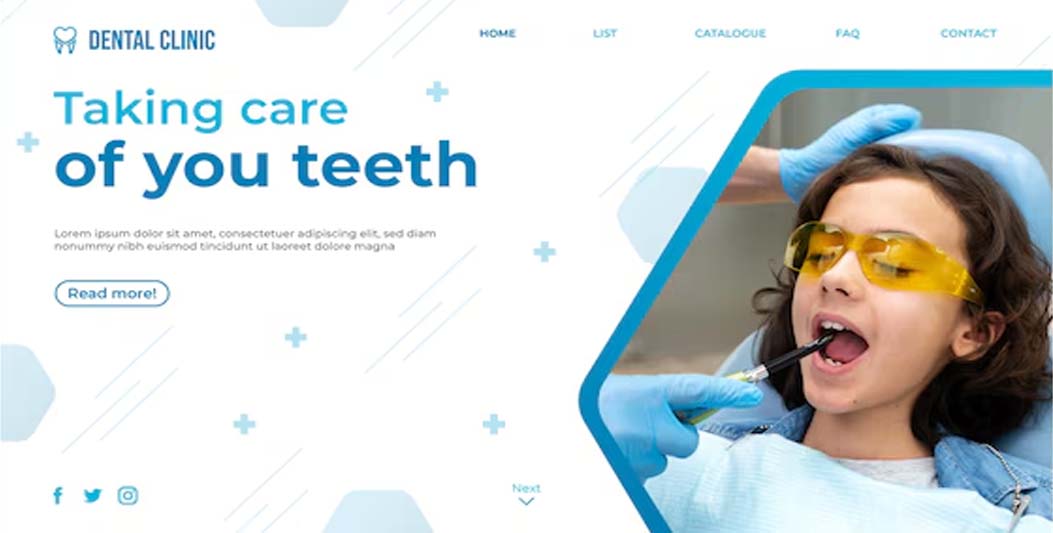 DENTAL CLINIC
HOME LIST CATALOGUE FAQ CONTACT
Taking care
of you teeth
Lorem ipsum dolor sit amet, consectetuer adipiscing elit, sed diam
nonummy nibh euismod tincidunt ut laoreet dolore magna
Read more!
Next